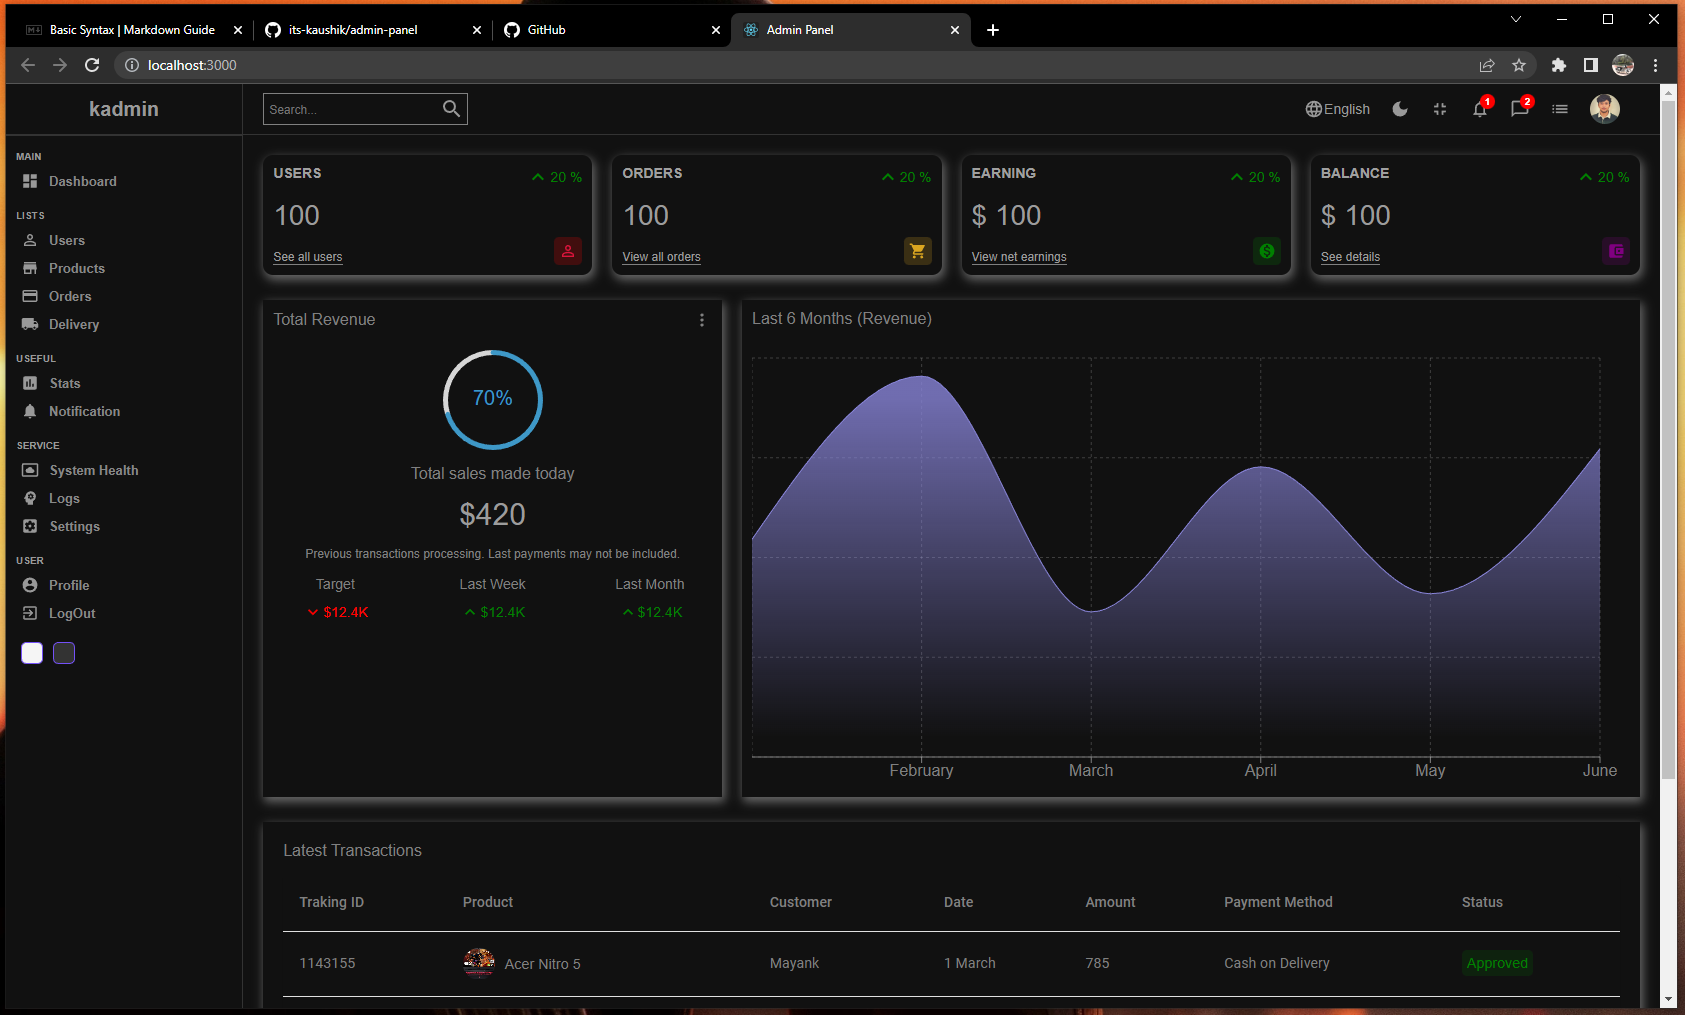 Basic Syntax | Markdown Guide
its-kaushik/admin-panel
GitHub
Admin Panel
localhost:3000
kadmin
Search...
English
1
2
MAIN
Dashboard
LISTS
Users
Products
Orders
Delivery
USEFUL
Stats
Notification
SERVICE
System Health
Logs
Settings
USER
Profile
LogOut
USERS
20 %
100
See all users
ORDERS
20 %
100
View all orders
EARNING
20 %
$ 100
View net earnings
BALANCE
20 %
$ 100
See details
Total Revenue
70%
Total sales made today
$420
Previous transactions processing. Last payments may not be included.
Target Last Week Last Month
$12.4K $12.4K $12.4K
Last 6 Months (Revenue)
February March April May June
Latest Transactions
Traking ID Product Customer Date Amount Payment Method Status
1143155 Acer Nitro 5 Mayank 1 March 785 Cash on Delivery Approved